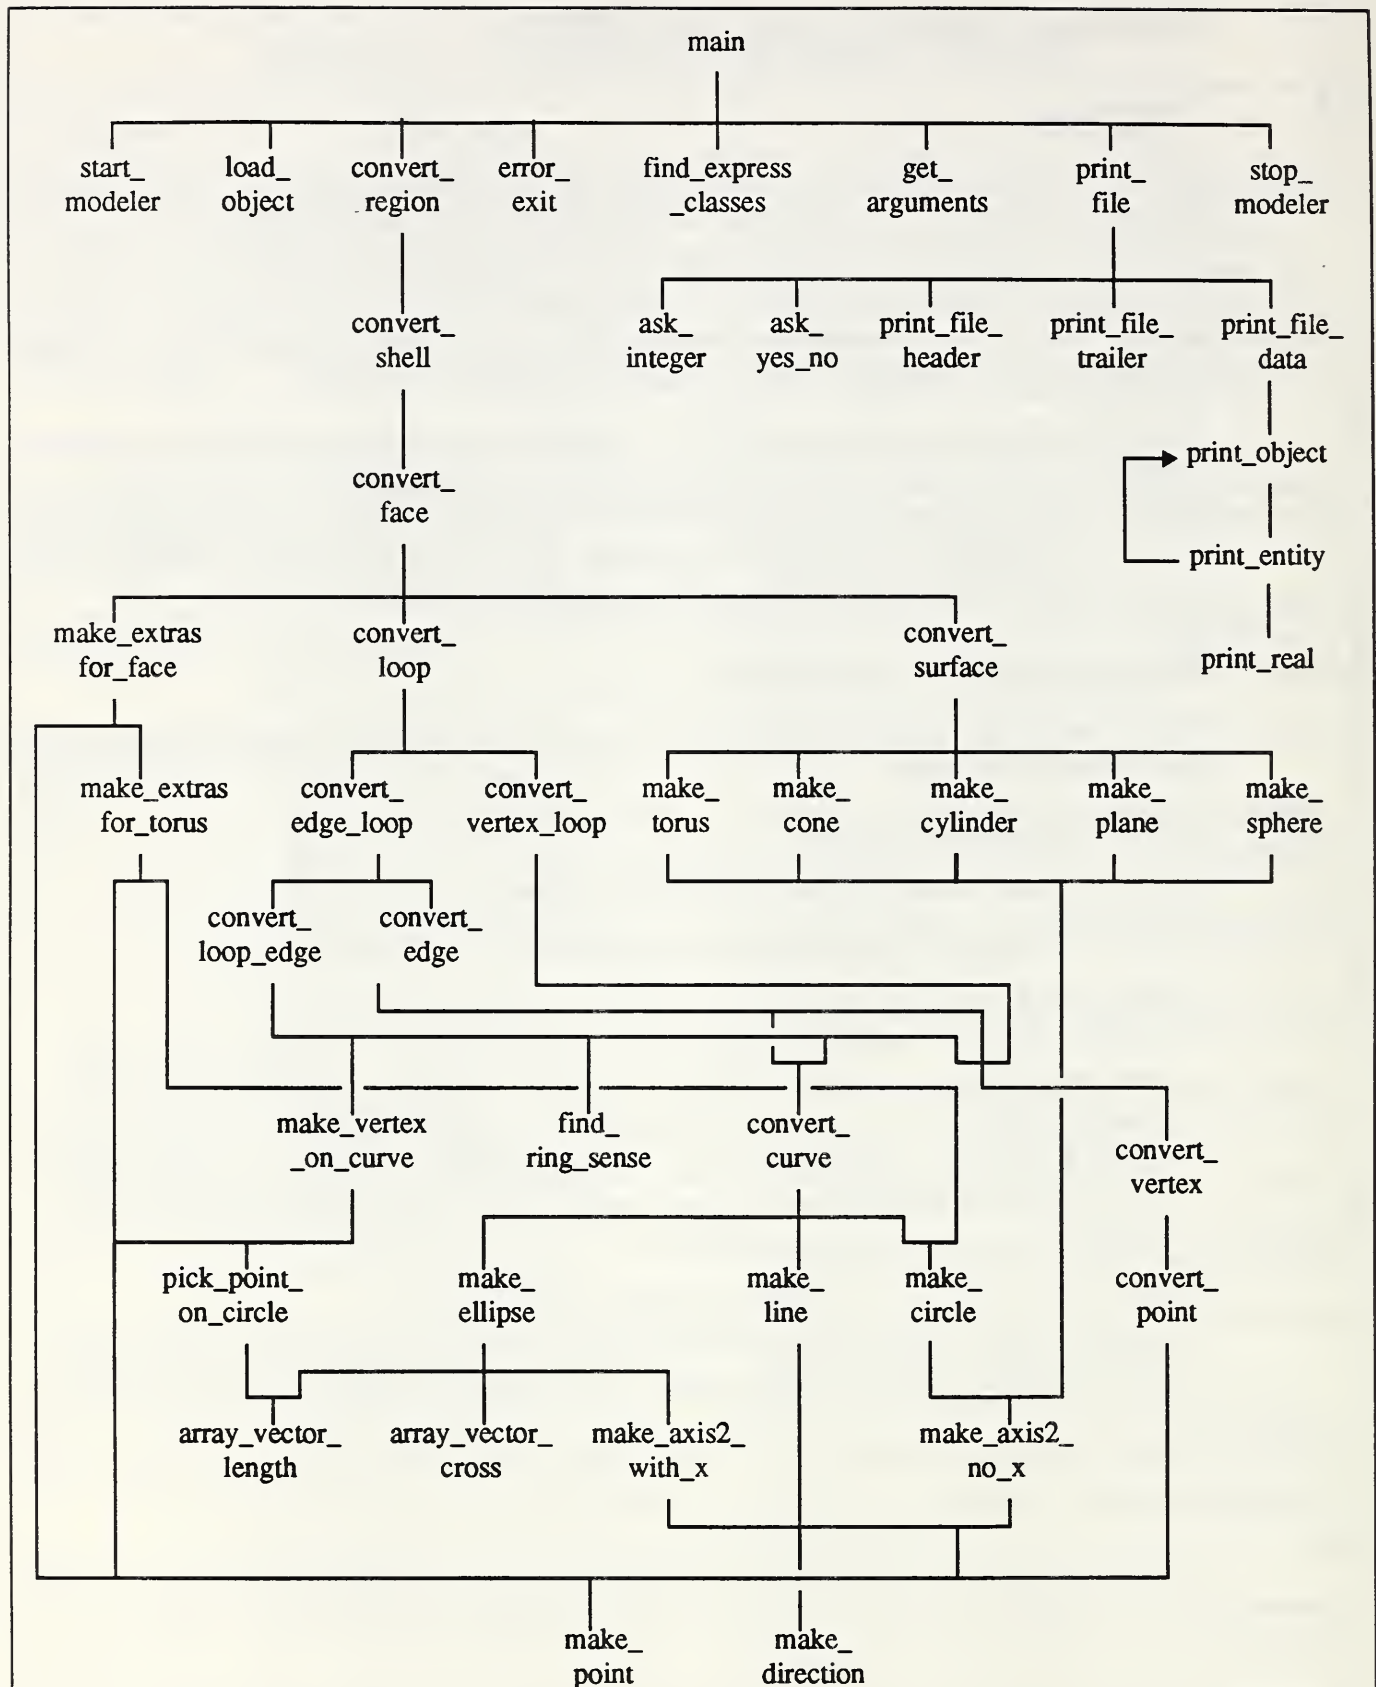 main
start_
modeler
load_
object
convert_
region
error_
exit
find_express
_classes
get_
arguments
print_
file
stop_
modeler
convert_
shell
ask_
integer
ask_
yes_no
print_file_
header
print_file_
trailer
print_file_
data
print_object
convert_
face
print_entity
make_extras
for_face
convert_
loop
convert_
surface
print_real
make_extras
for_torus
convert_
edge_loop
convert_
vertex_loop
make_
torus
make_
cone
make_
cylinder
make_
plane
make_
sphere
convert_
loop_edge
convert_
edge
make_vertex
_on_curve
find_
ring_sense
convert_
curve
convert_
vertex
pick_point_
on_circle
make_
ellipse
make_
line
make_
circle
convert_
point
array_vector_
length
array_vector_
cross
make_axis2_
with_x
make_axis2_
no_x
make_
point
make_
direction